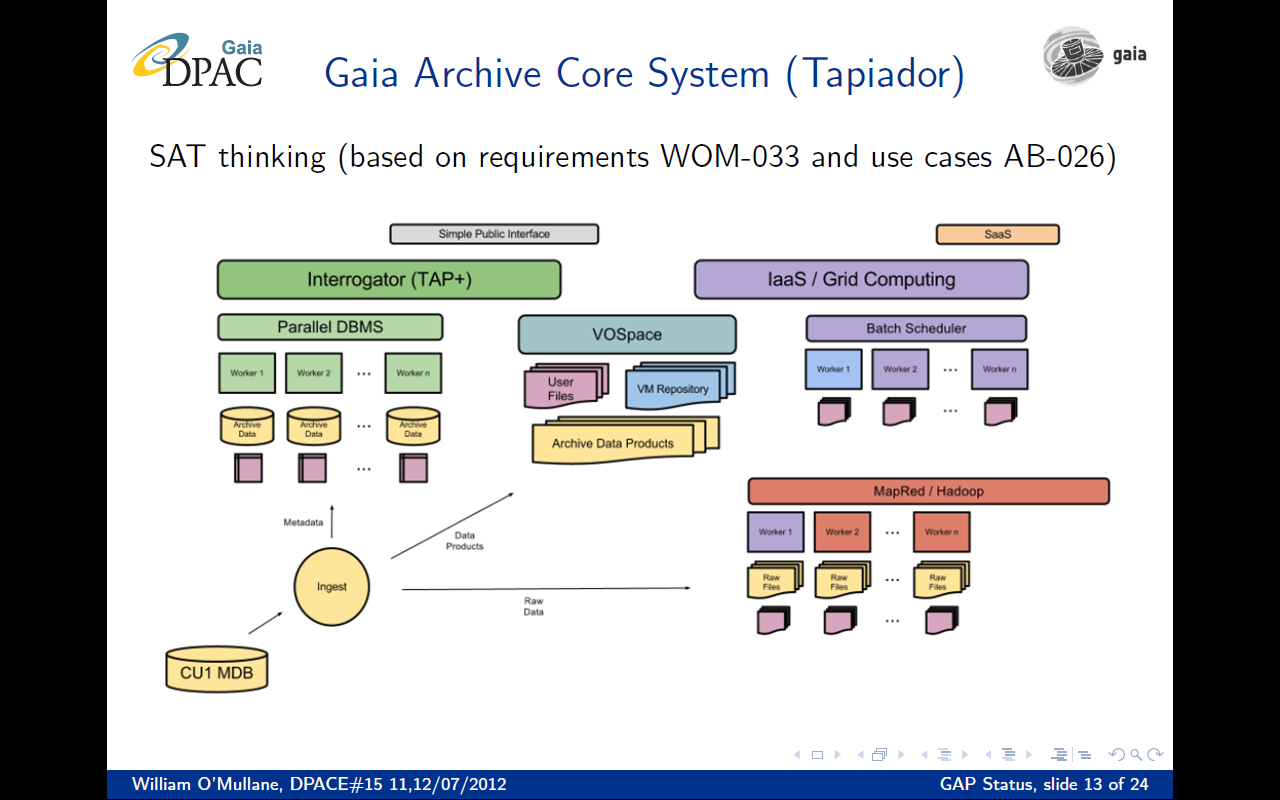 Gaia
DPAC
gaia
Gaia Archive Core System (Tapiador)
SAT thinking (based on requirements WOM-033 and use cases AB-026)
Simple Public Interface
SaaS
Interrogator (TAP+)
IaaS / Grid Computing
Parallel DBMS
VOSpace
Batch Scheduler
Worker 1
Worker 2
...
Worker n
User
Files
VM Repository
Worker 1
Worker 2
...
Worker n
Archive
Data
Archive
Data
...
Archive
Data
Archive Data Products
...
...
MapRed / Hadoop
Metadata
Data
Products
Worker 1
Worker 2
...
Worker n
Ingest
Raw
Data
Raw
Files
Raw
Files
...
Raw
Files
...
CU1 MDB
William O'Mullane, DPACE#15 11,12/07/2012
GAP Status, slide 13 of 24